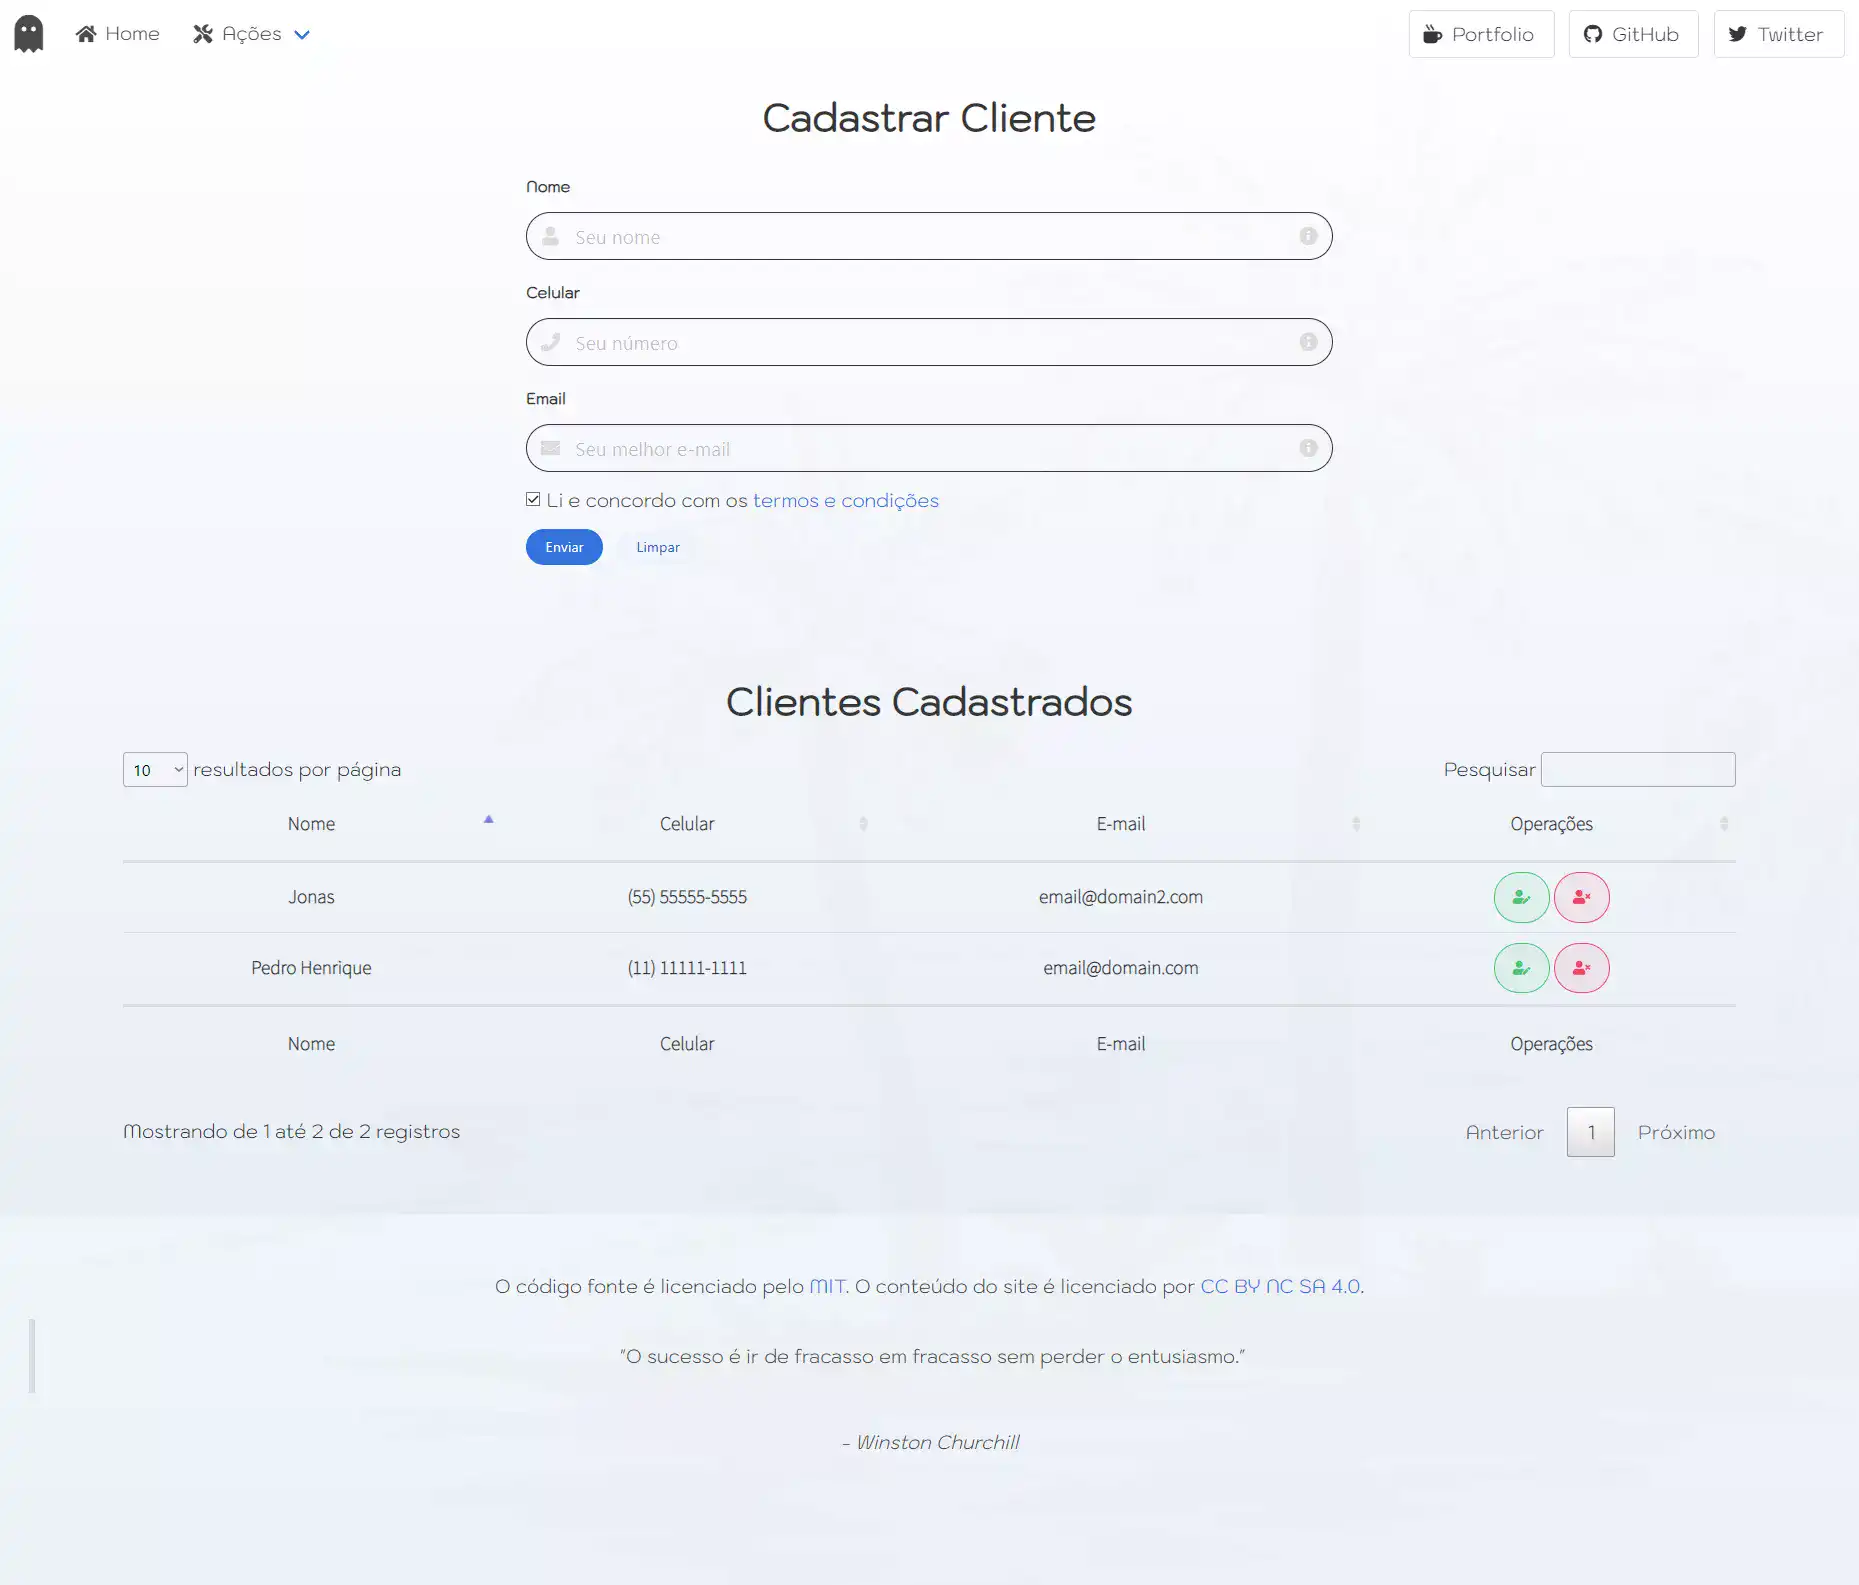 Home Ações Portfolio GitHub Twitter
Cadastrar Cliente
Nome
Seu nome
Celular
Seu número
Email
Seu melhor e-mail
Li e concordo com os termos e condições
Enviar Limpar
Clientes Cadastrados
10 resultados por página Pesquisar
Nome Celular E-mail Operações
Jonas (55) 55555-5555 email@domain2.com
Pedro Henrique (11) 11111-1111 email@domain.com
Nome Celular E-mail Operações
Mostrando de 1 até 2 de 2 registros Anterior 1 Próximo
O código fonte é licenciado pelo MIT. O conteúdo do site é licenciado por CC BY NC SA 4.0.
"O sucesso é ir de fracasso em fracasso sem perder o entusiasmo."
- Winston Churchill